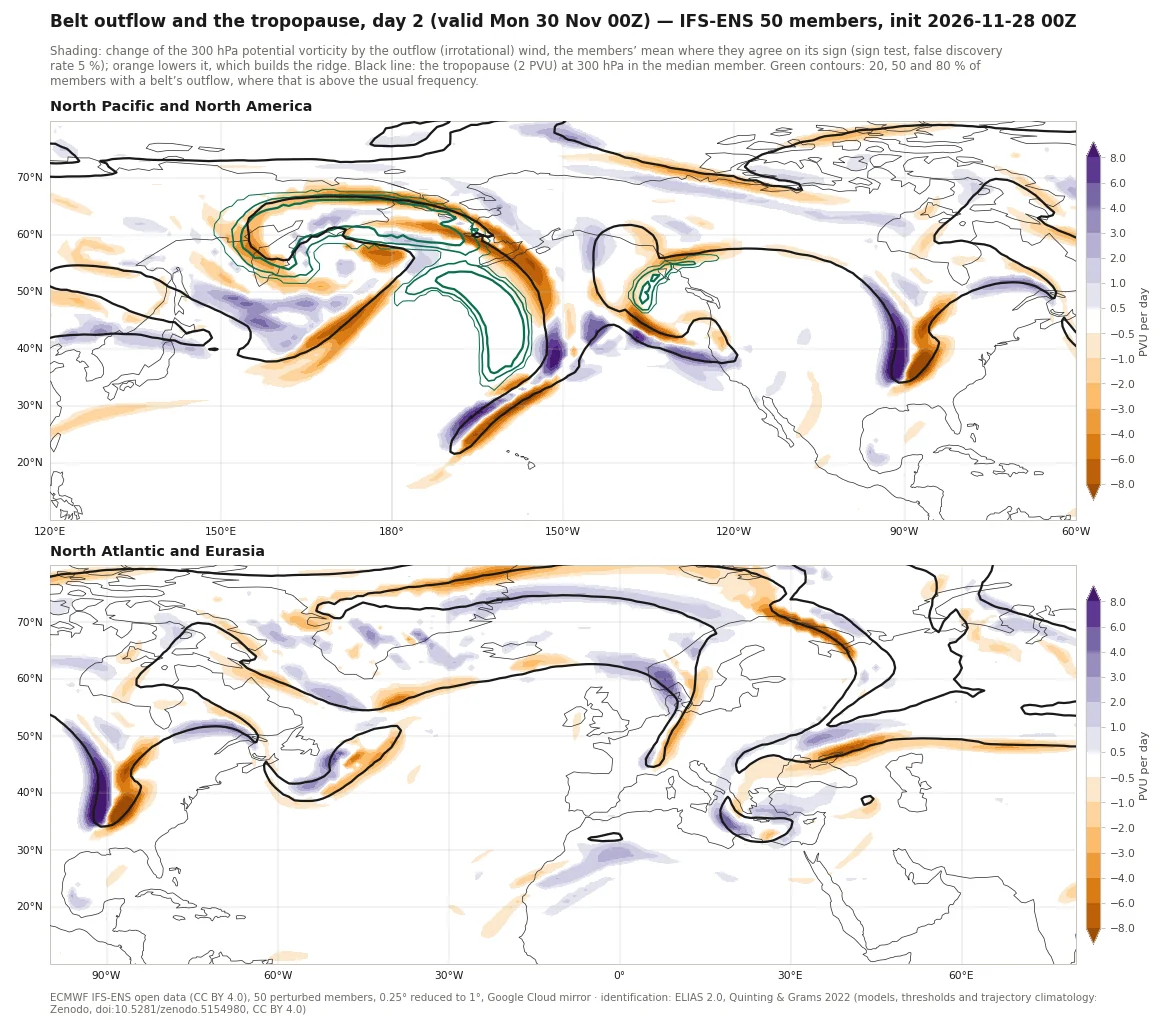 Belt outflow and the tropopause, day 2 (valid Mon 30 Nov 00Z) — IFS-ENS 50 members, init 2026-11-28 00Z
Shading: change of the 300 hPa potential vorticity by the outflow (irrotational) wind, the members’ mean where they agree on its sign (sign test, false discovery
rate 5 %); orange lowers it, which builds the ridge. Black line: the tropopause (2 PVU) at 300 hPa in the median member. Green contours: 20, 50 and 80 % of
members with a belt’s outflow, where that is above the usual frequency.
North Pacific and North America
70°N
60°N
50°N
40°N
30°N
20°N
120°E 150°E 180° 150°W 120°W 90°W 60°W
8.0
6.0
4.0
3.0
2.0
1.0
0.5
−0.5
−1.0
−2.0
−3.0
−4.0
−6.0
−8.0
PVU per day
North Atlantic and Eurasia
70°N
60°N
50°N
40°N
30°N
20°N
90°W 60°W 30°W 0° 30°E 60°E
8.0
6.0
4.0
3.0
2.0
1.0
0.5
−0.5
−1.0
−2.0
−3.0
−4.0
−6.0
−8.0
PVU per day
ECMWF IFS-ENS open data (CC BY 4.0), 50 perturbed members, 0.25° reduced to 1°, Google Cloud mirror · identification: ELIAS 2.0, Quinting & Grams 2022 (models, thresholds and trajectory climatology:
Zenodo, doi:10.5281/zenodo.5154980, CC BY 4.0)